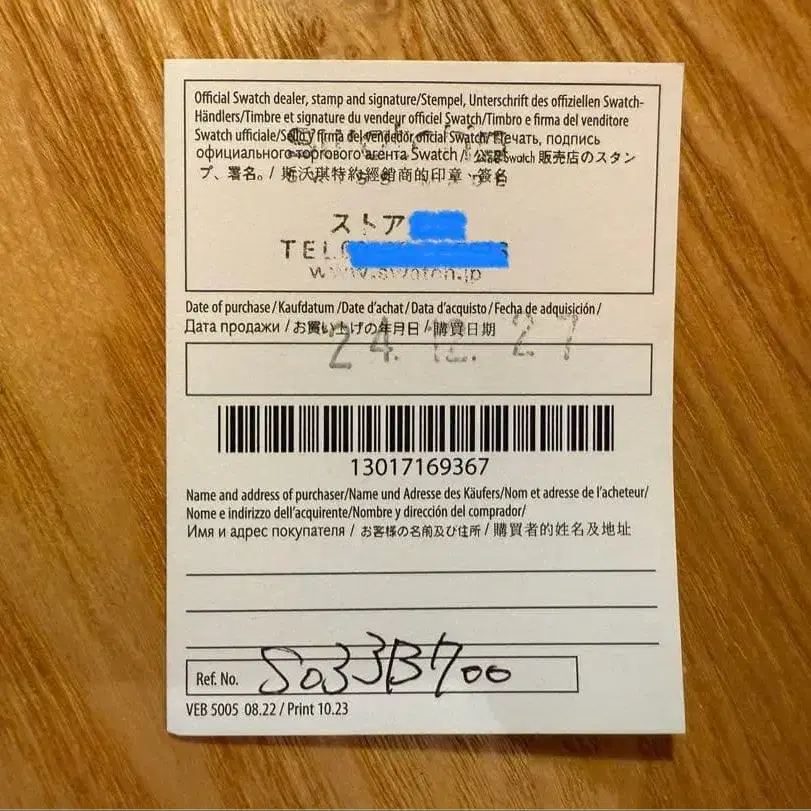 Official Swatch dealer, stamp and signature/Stempel, Unterschrift des offiziellen Swatch-
Händlers/Timbre et signature du vendeur officiel Swatch/Timbro e firma del venditore
Swatch ufficiale/Sello y firma del vendedor oficial Swatch/Печать, подпись
официального торгового агента Swatch / 公認Swatch 販売店のスタン
プ、署名。/ 斯沃琪特約經銷商的印章、簽名
ストア
TEL
www.swatch.jp
Date of purchase/Kaufdatum /Date d'achat/Data d'acquisto/Fecha de adquisición/
Дата продажи / お買い上げの年月日/購買日期
24. 12. 27
13017169367
Name and address of purchaser/Name und Adresse des Käufers/Nom et adresse de l'acheteur/
Nome e indirizzo dell'acquirente/Nombre y dirección del comprador/
Имя и адрес покупателя / お客様の名前及び住所 / 購買者的姓名及地址
Ref. No. S033B700
VEB 5005 08.22 / Print 10.23